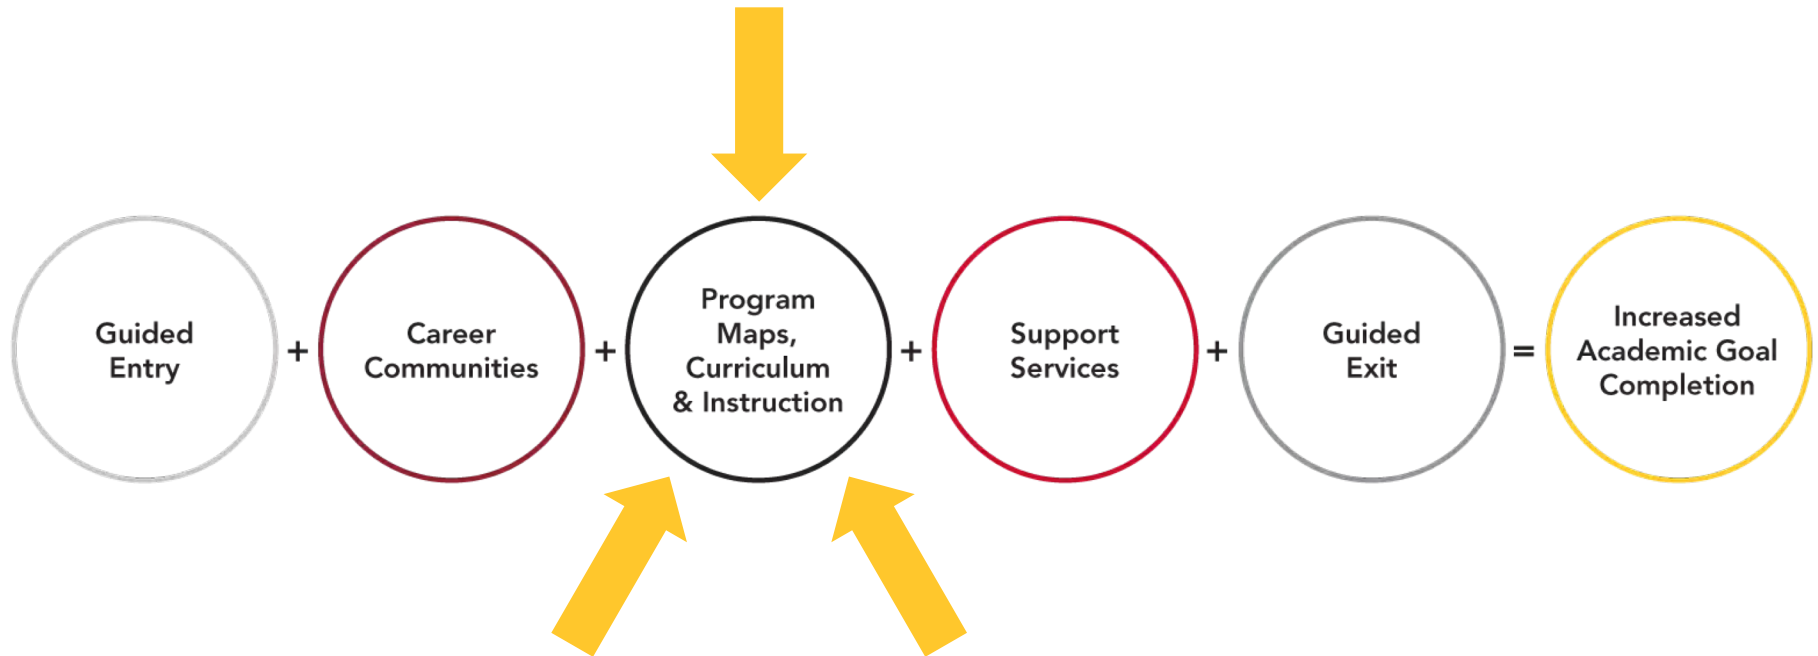 Guided
Entry
+
Career
Communities
+
Program
Maps,
Curriculum
& Instruction
+
Support
Services
+
Guided
Exit
=
Increased
Academic Goal
Completion